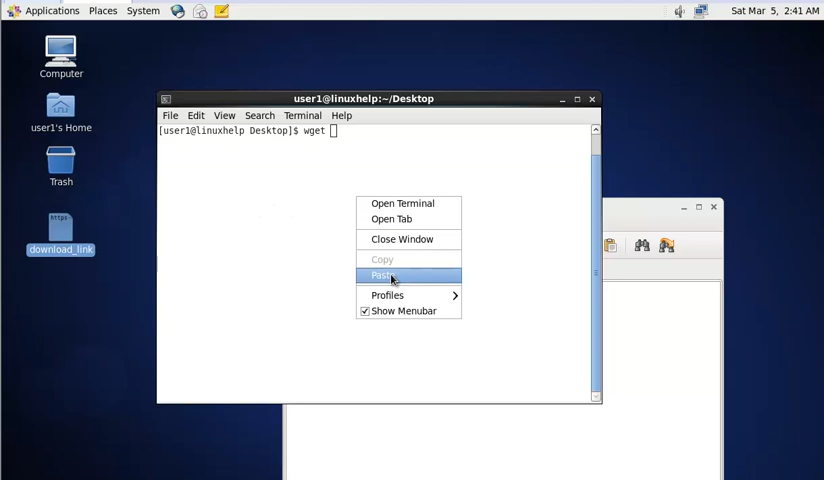 Applications Places System
Sat Mar 5, 2:41 AM
Computer
user1's Home
Trash
https
download_link
user1@linuxhelp:~/Desktop
File Edit View Search Terminal Help
[user1@linuxhelp Desktop]$ wget
Open Terminal
Open Tab
Close Window
Copy
Paste
Profiles
Show Menubar